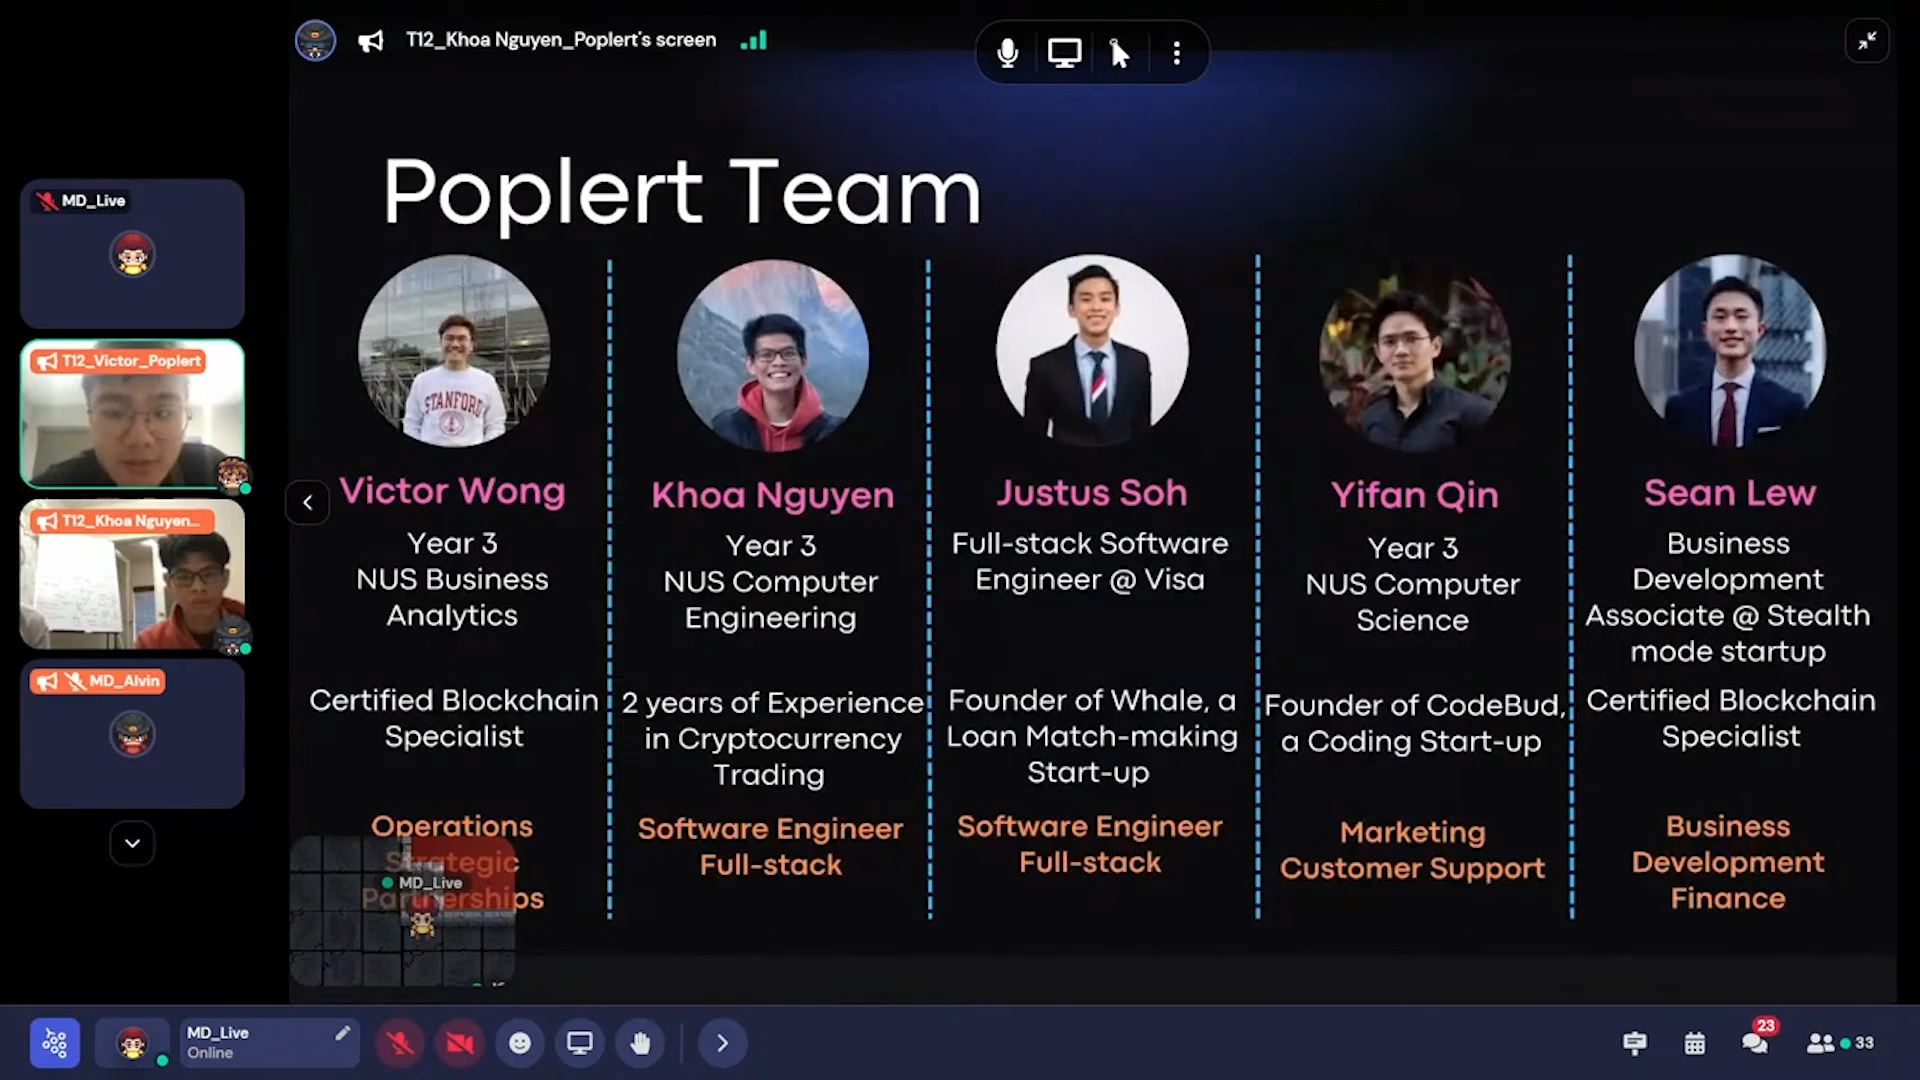 T12_Khoa Nguyen_Poplert's screen
MD_Live
T12_Victor_Poplert
T12_Khoa Nguyen...
MD_Alvin
Poplert Team
STANFORD
Victor Wong
Year 3
NUS Business
Analytics
Certified Blockchain
Specialist
Operations
Strategic
Partnerships
Khoa Nguyen
Year 3
NUS Computer
Engineering
2 years of Experience
in Cryptocurrency
Trading
Software Engineer
Full-stack
Justus Soh
Full-stack Software
Engineer @ Visa
Founder of Whale, a
Loan Match-making
Start-up
Software Engineer
Full-stack
Yifan Qin
Year 3
NUS Computer
Science
Founder of CodeBud,
a Coding Start-up
Marketing
Customer Support
Sean Lew
Business
Development
Associate @ Stealth
mode startup
Certified Blockchain
Specialist
Business
Development
Finance
MD_Live
MD_Live
Online
23
33